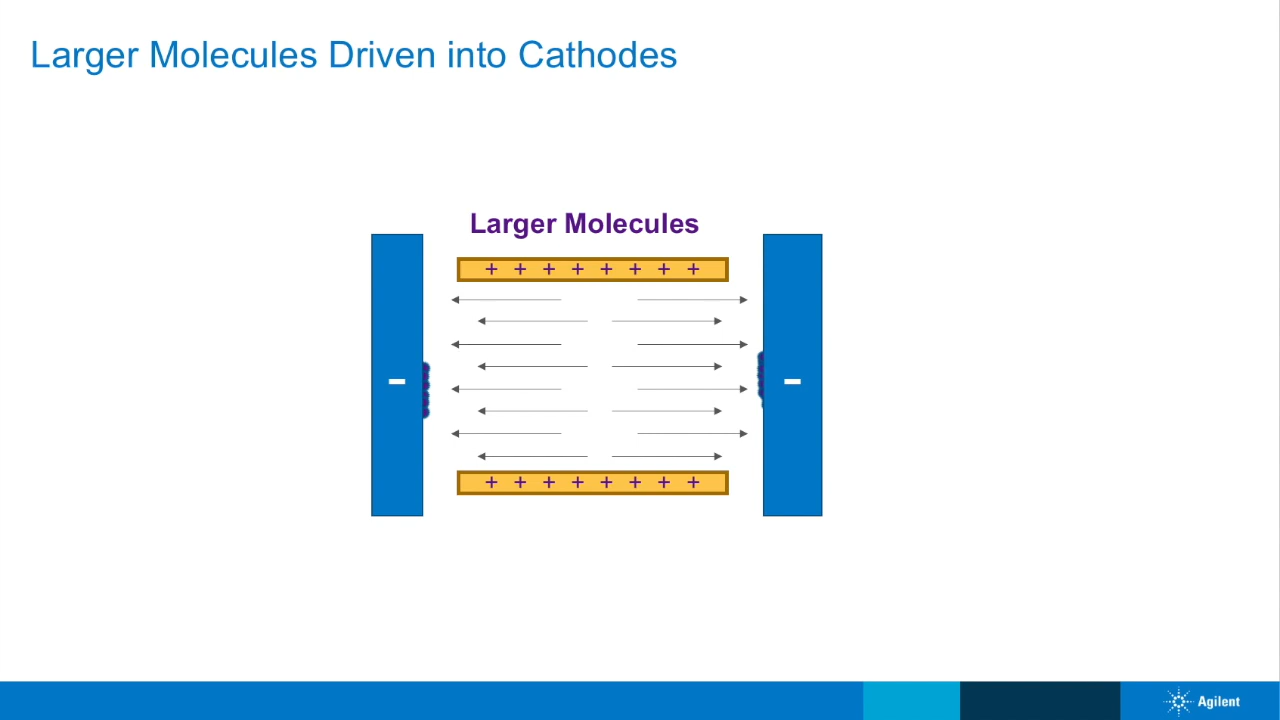 Larger Molecules Driven into Cathodes
Larger Molecules
+ + + + + + + +
- -
+ + + + + + + +
Agilent